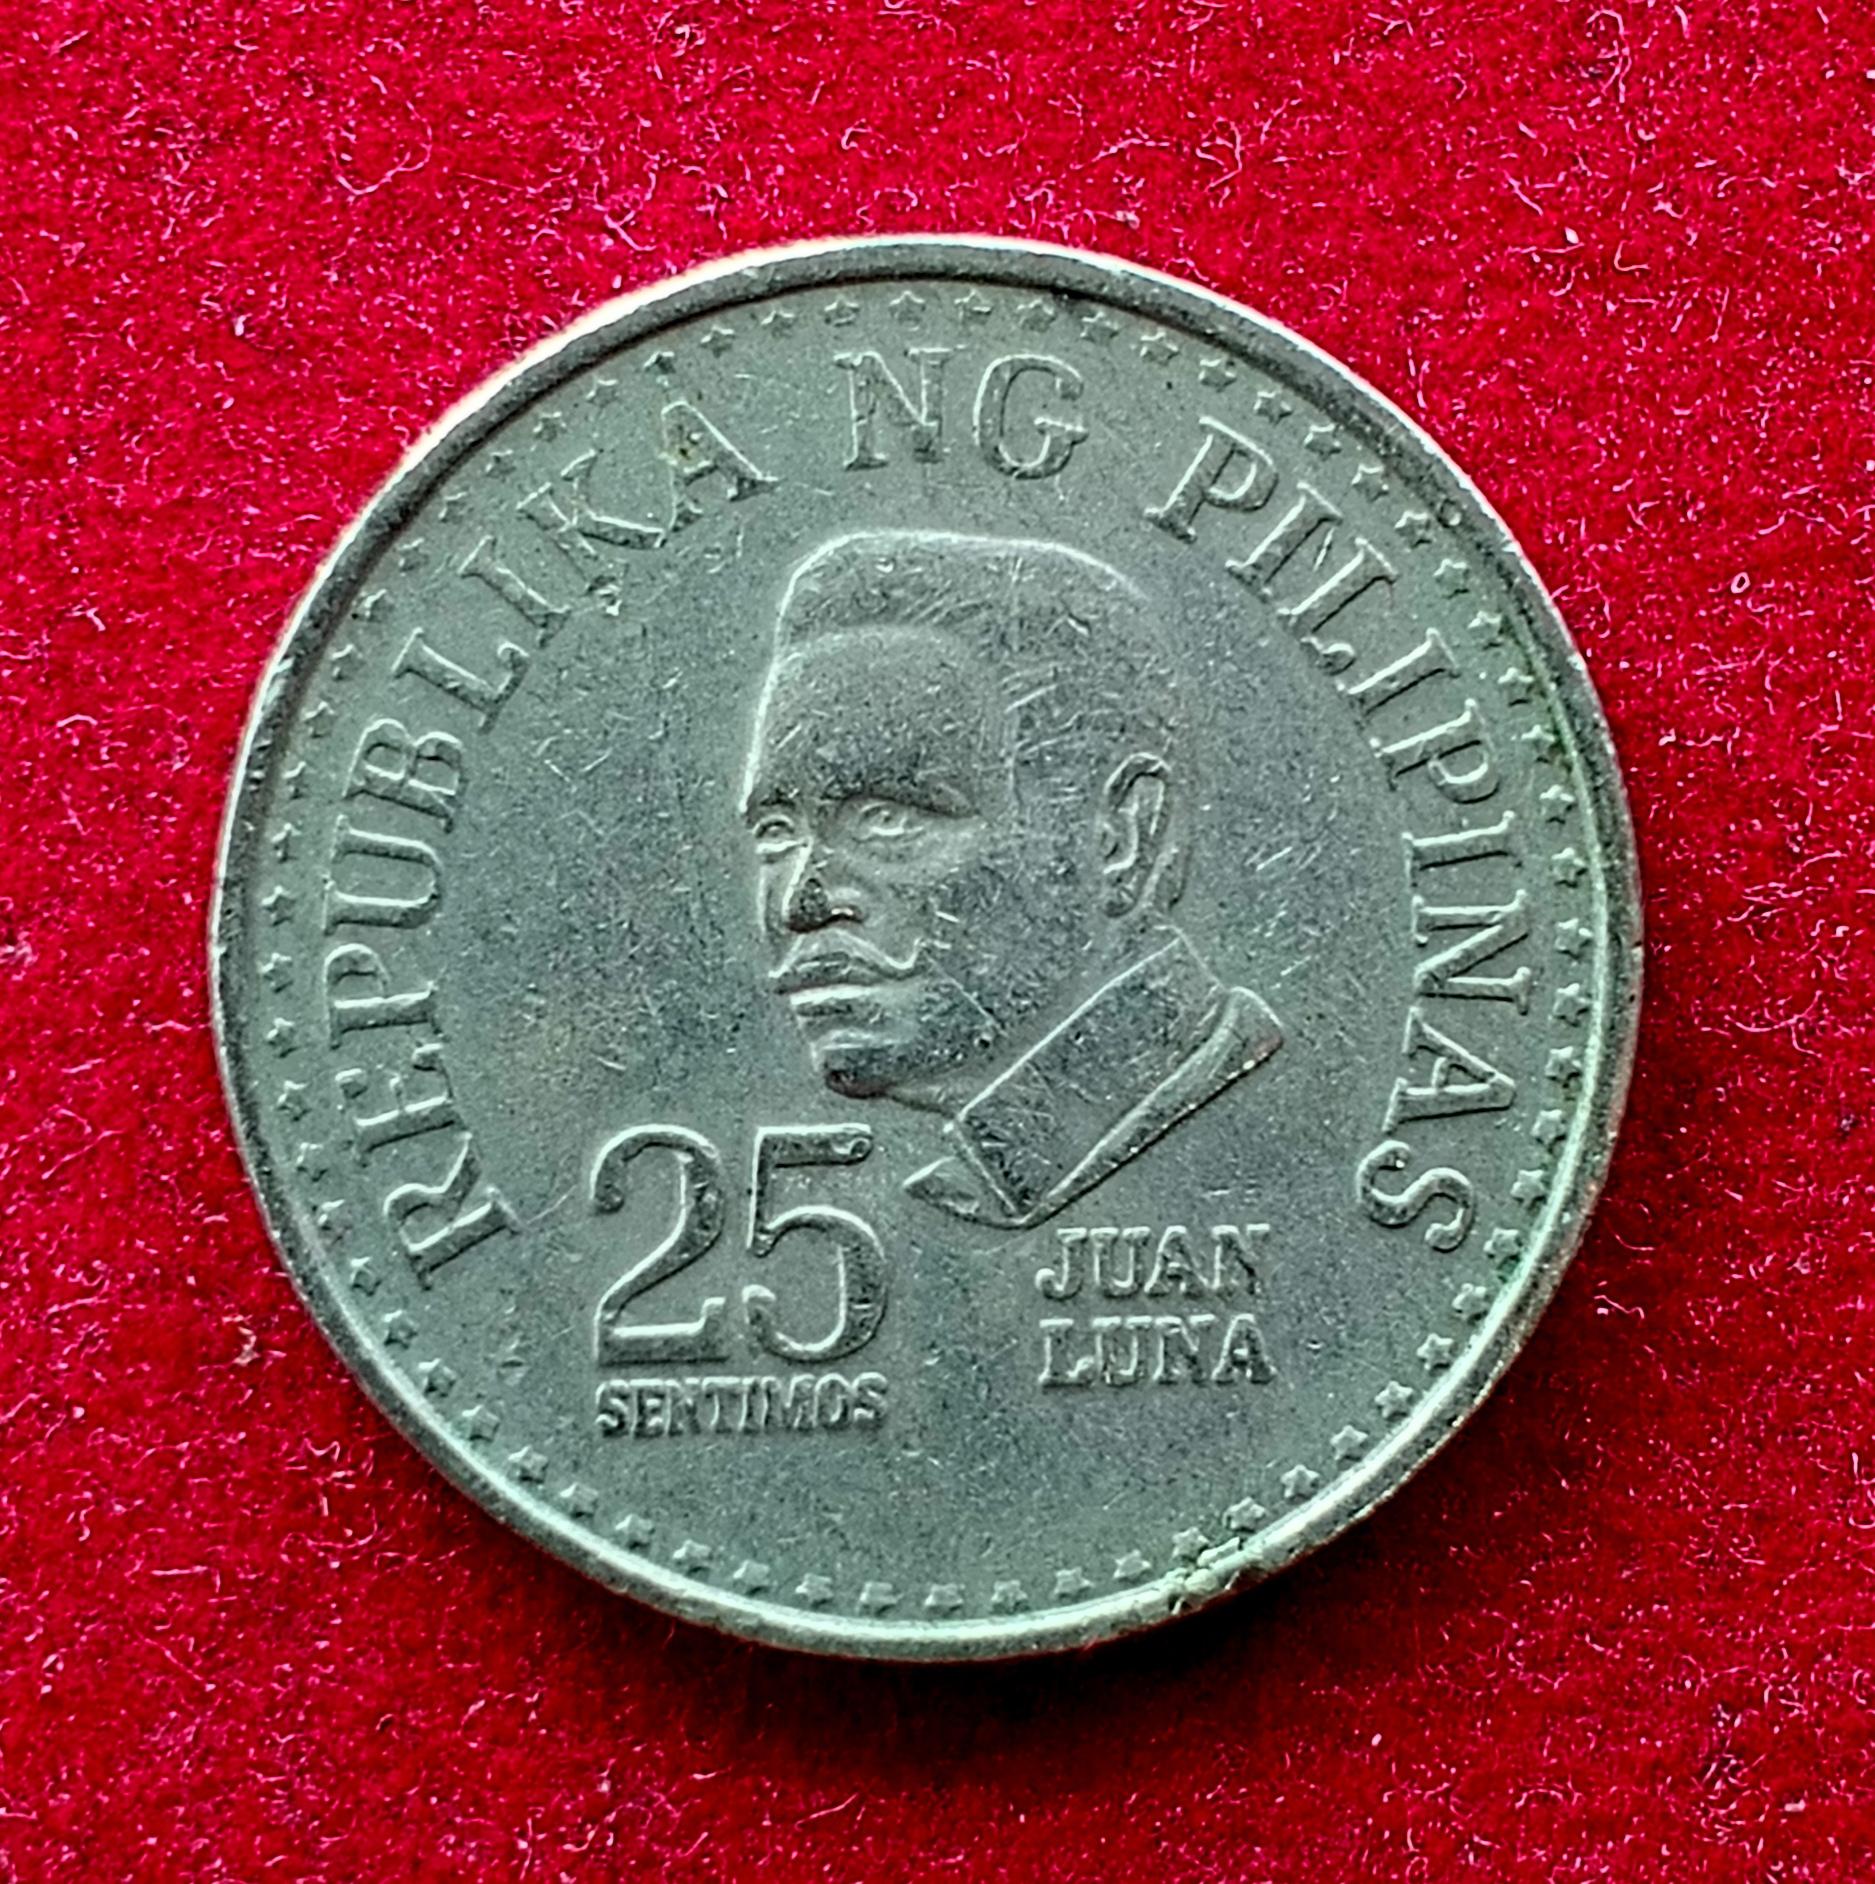 REPUBLIKA NG PILIPINAS
25
SENTIMOS
JUAN
LUNA